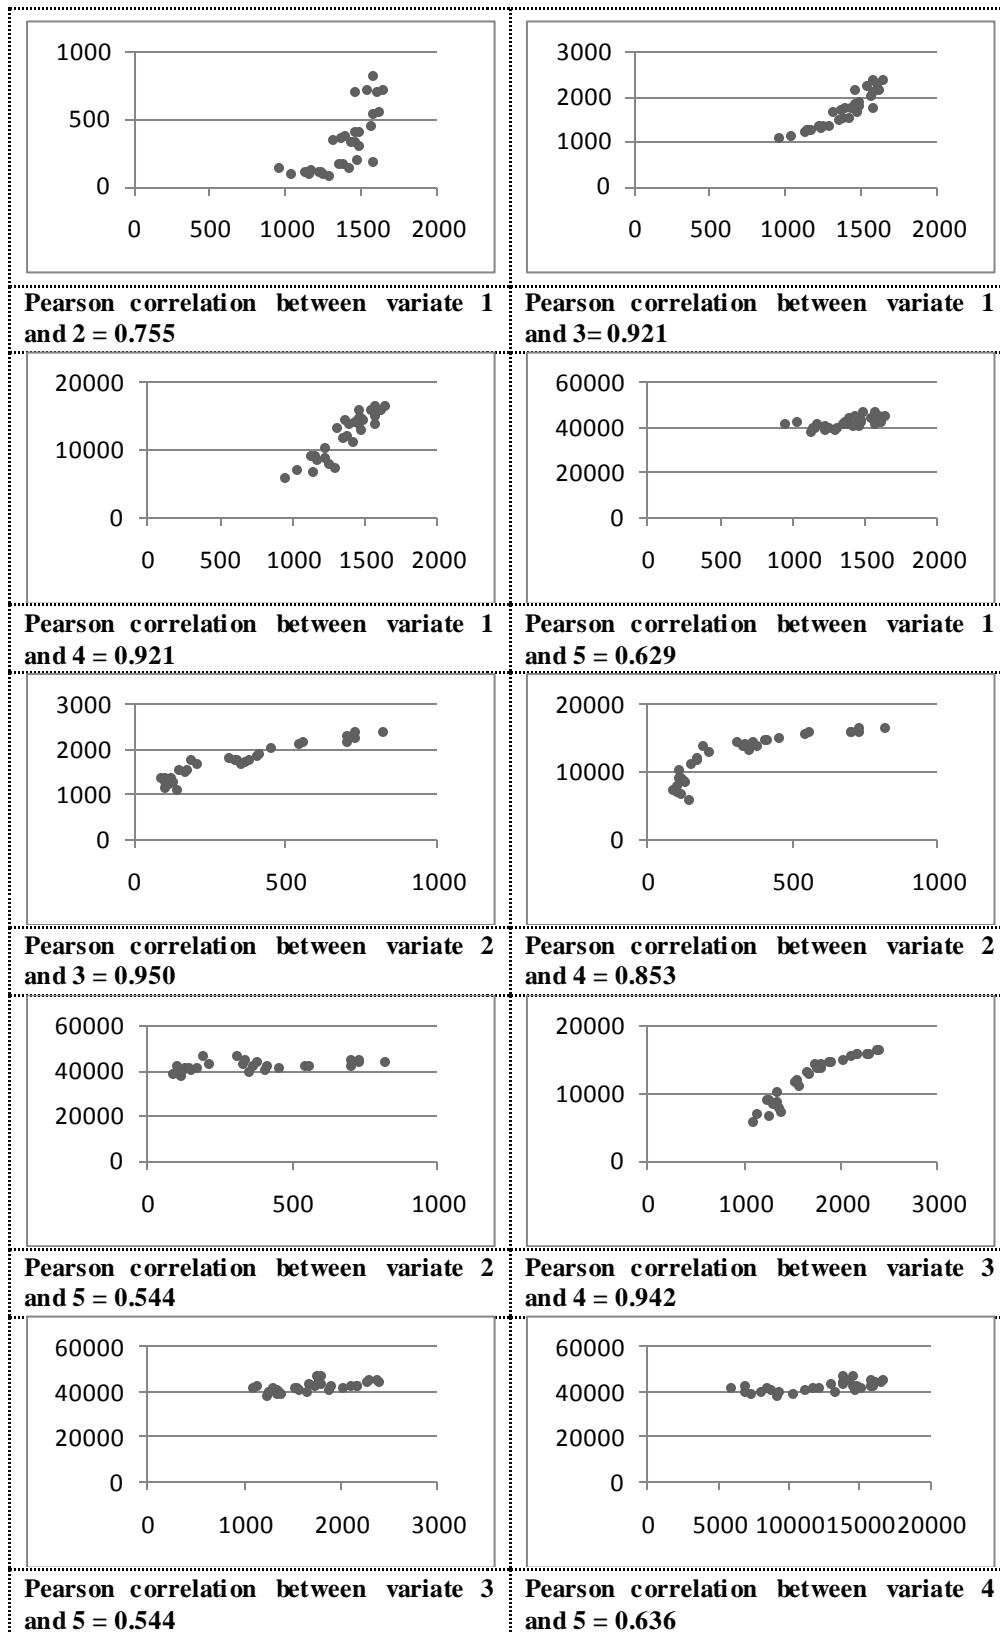 1000
500
0
0 500 1000 1500 2000
3000
2000
1000
0
0 500 1000 1500 2000
Pearson correlation between variate 1
and 2 = 0.755
Pearson correlation between variate 1
and 3= 0.921
20000
10000
0
0 500 1000 1500 2000
60000
40000
20000
0
0 500 1000 1500 2000
Pearson correlation between variate 1
and 4 = 0.921
Pearson correlation between variate 1
and 5 = 0.629
3000
2000
1000
0
0 500 1000
20000
10000
0
0 500 1000
Pearson correlation between variate 2
and 3 = 0.950
Pearson correlation between variate 2
and 4 = 0.853
60000
40000
20000
0
0 500 1000
20000
10000
0
0 1000 2000 3000
Pearson correlation between variate 2
and 5 = 0.544
Pearson correlation between variate 3
and 4 = 0.942
60000
40000
20000
0
0 1000 2000 3000
60000
40000
20000
0
0 5000 10000 15000 20000
Pearson correlation between variate 3
and 5 = 0.544
Pearson correlation between variate 4
and 5 = 0.636